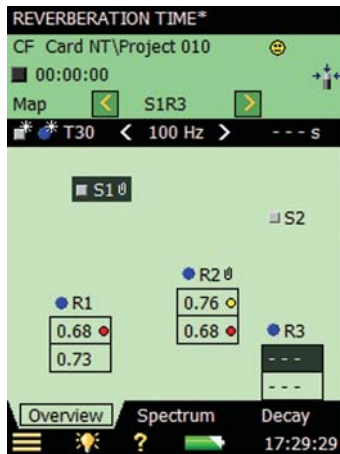 REVERBERATION TIME*
CF Card NT\Project 010
00:00:00
Map < S1R3 >
T30 < 100 Hz > - - - s
S1
S2
R2
R1 0.76
0.68 0.68 R3
0.73 - - -
- - -
Overview Spectrum Decay
? 17:29:29